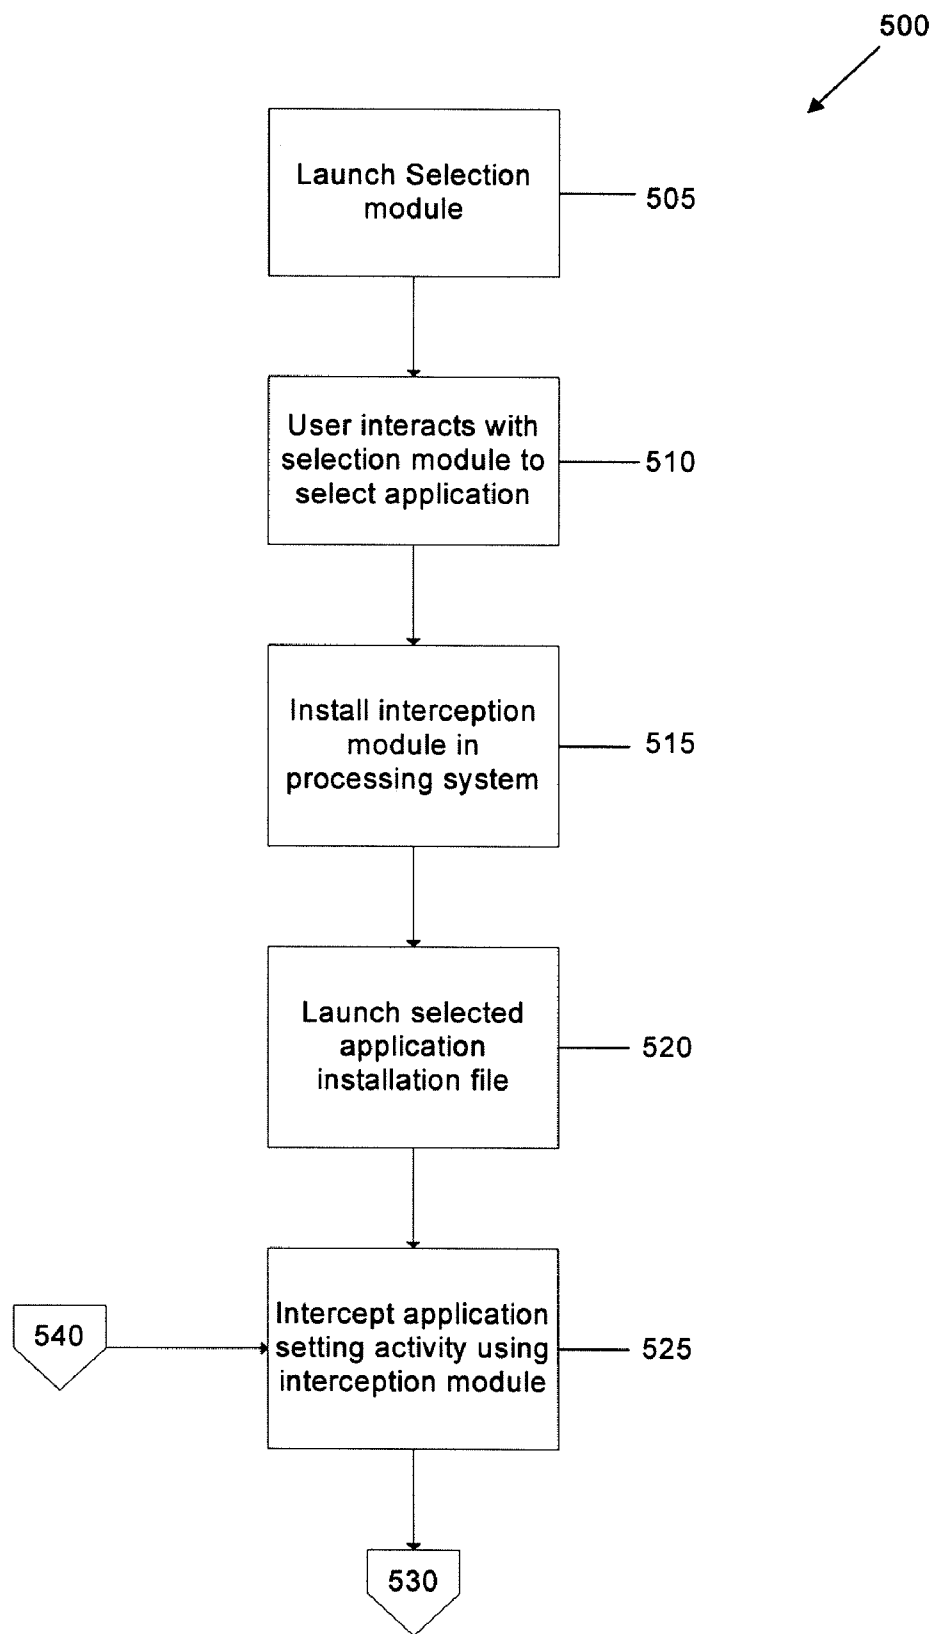 500
Launch Selection
module
505
User interacts with
selection module to
select application
510
Install interception
module in
processing system
515
Launch selected
application
installation file
520
Intercept application
setting activity using
interception module
525
540
530